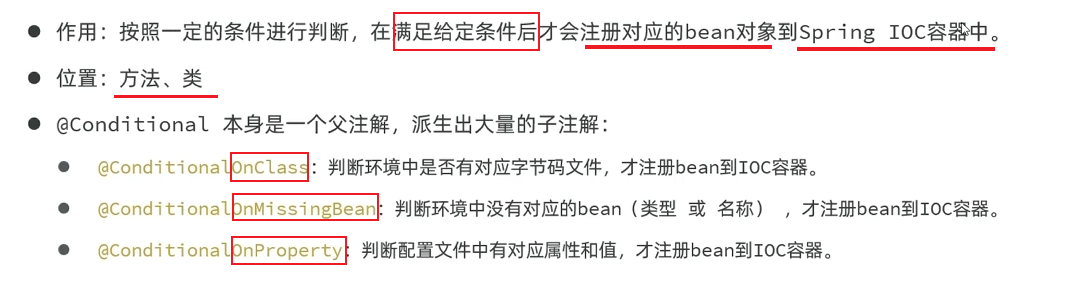 作用：按照一定的条件进行判断，在满足给定条件后才会注册对应的bean对象到Spring IOC容器中。
位置：方法、类
@Conditional 本身是一个父注解，派生出大量的子注解：
@ConditionalOnClass：判断环境中是否有对应字节码文件，才注册bean到IOC容器。
@ConditionalOnMissingBean：判断环境中没有对应的bean（类型 或 名称） ，才注册bean到IOC容器。
@ConditionalOnProperty：判断配置文件中有对应属性和值，才注册bean到IOC容器。